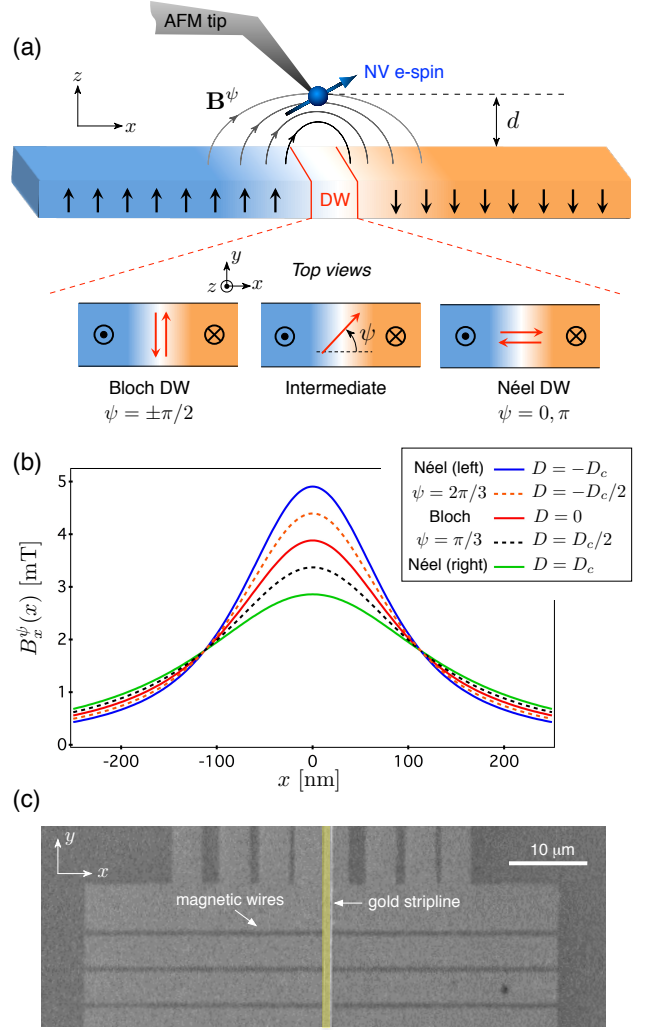 AFM tip
(a)
NV e-spin
z
x
B^ψ
d
DW
y
z x
Top views
ψ
Bloch DW
Intermediate
Néel DW
ψ = ±π/2
ψ = 0, π
(b)
Néel (left) D = −D_c
ψ = 2π/3 D = −D_c/2
Bloch D = 0
ψ = π/3 D = D_c/2
Néel (right) D = D_c
B_x^ψ(x) [mT]
5
4
3
2
1
0
-200 -100 0 100 200
x [nm]
(c)
y
x
10 μm
magnetic wires
gold stripline